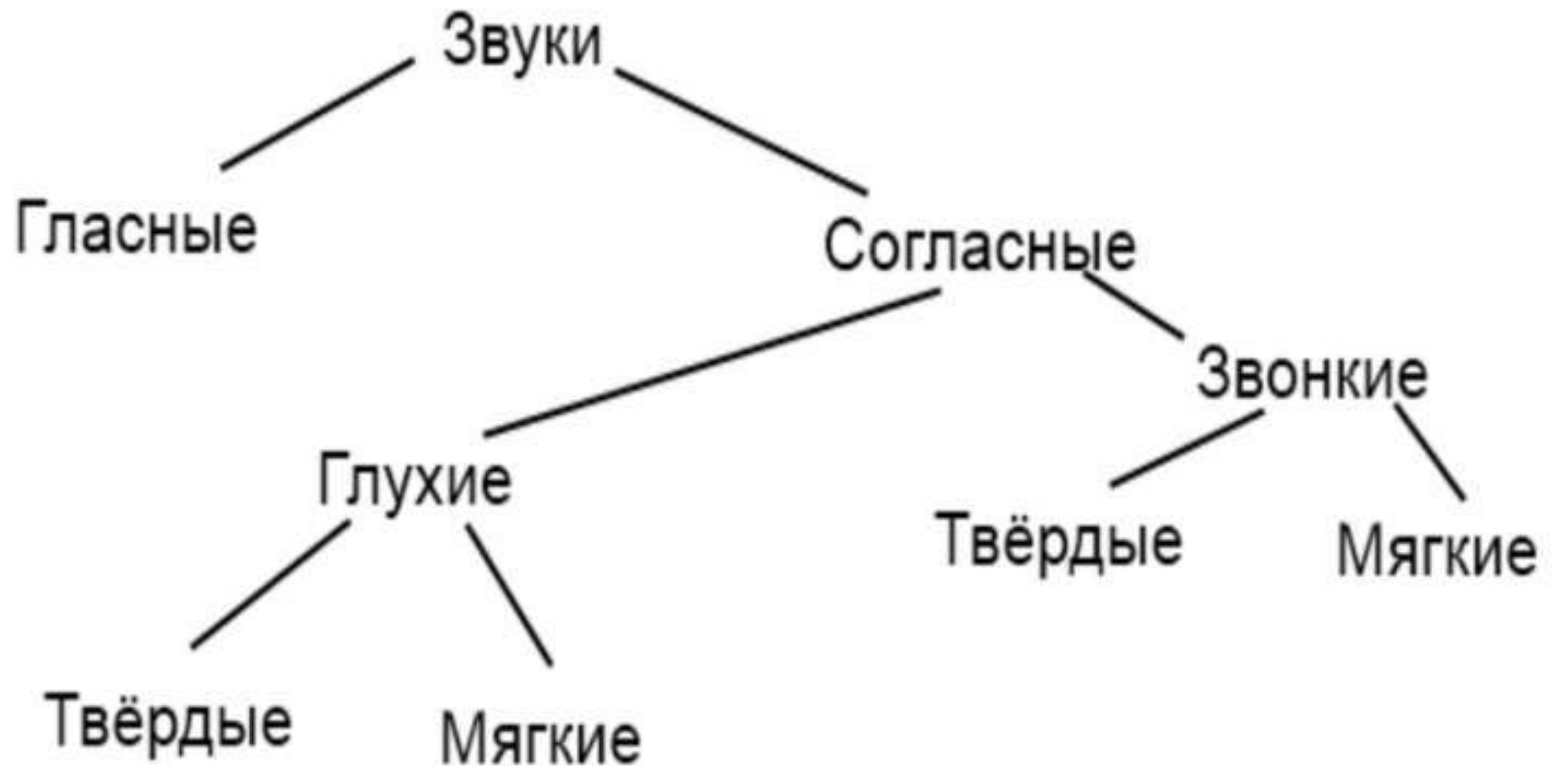 Звуки
Гласные
Согласные
Звонкие
Глухие
Твёрдые
Мягкие
Твёрдые
Мягкие